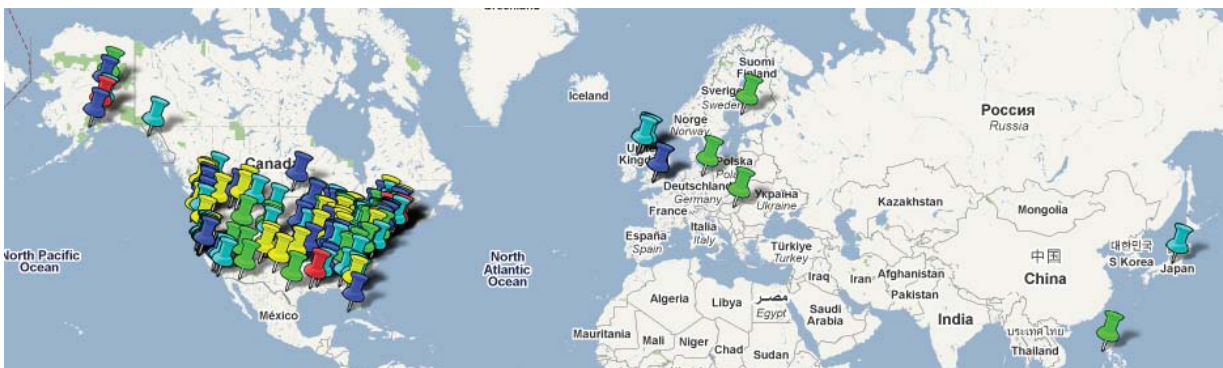 Greenland
Iceland
Suomi
Finland
Sverige
Sweden
Norge
Norway
Россия
Russia
Canada
United
Kingdom
Polska
Deutschland
Germany
Україна
Ukraine
Kazakhstan
Mongolia
France
North Pacific
Ocean
North
Atlantic
Ocean
España
Spain
Italia
Italy
Türkiye
Turkey
中国
China
대한민국
S Korea
Japan
Iraq
Iran
Afghanistan
Pakistan
México
Algeria
Libya
مصر
Egypt
Saudi
Arabia
India
ประเทศไทย
Thailand
Mauritania
Mali
Niger
Chad
Sudan